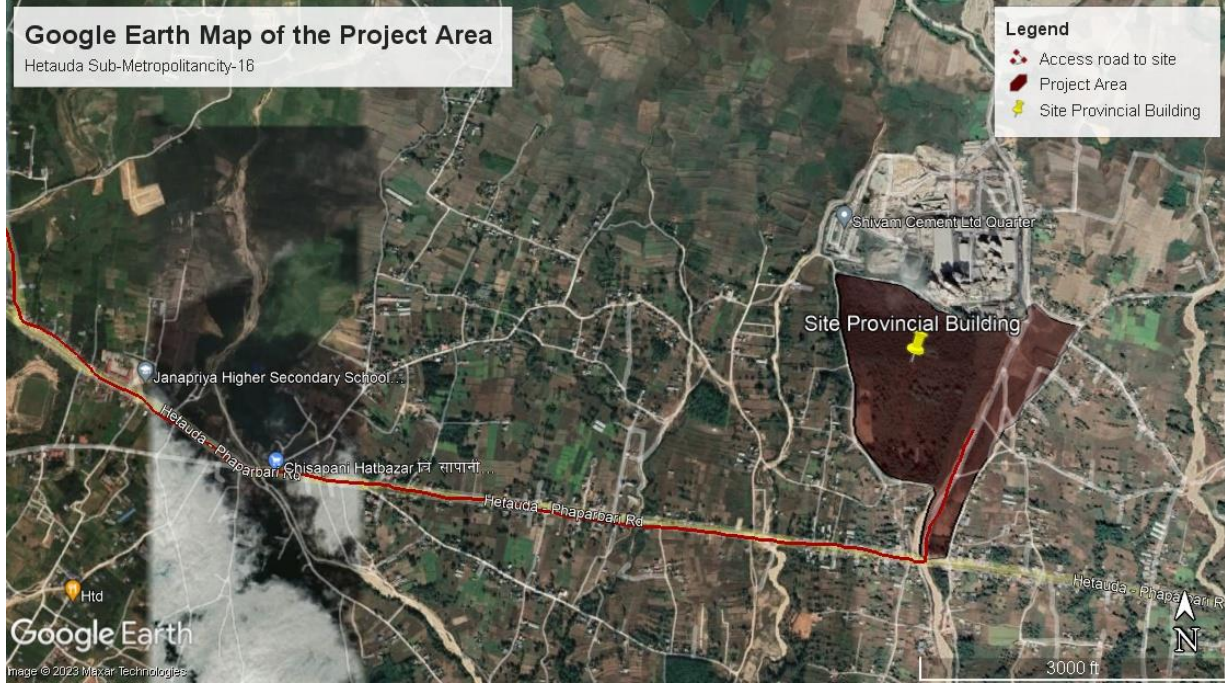 Google Earth Map of the Project Area
Hetauda Sub-Metropolitancity-16
Legend
Access road to site
Project Area
Site Provincial Building
Shivam Cement Ltd Quarter
Site Provincial Building
Janapriya Higher Secondary School...
Hetauda - Phaparbari Rd
Chisapani Hatbazar चि सापानी...
Hetauda - Phaparbari Rd
Hetauda - Phaparbari R
Htd
Google Earth
N
Image © 2023 Maxar Technologies
3000 ft